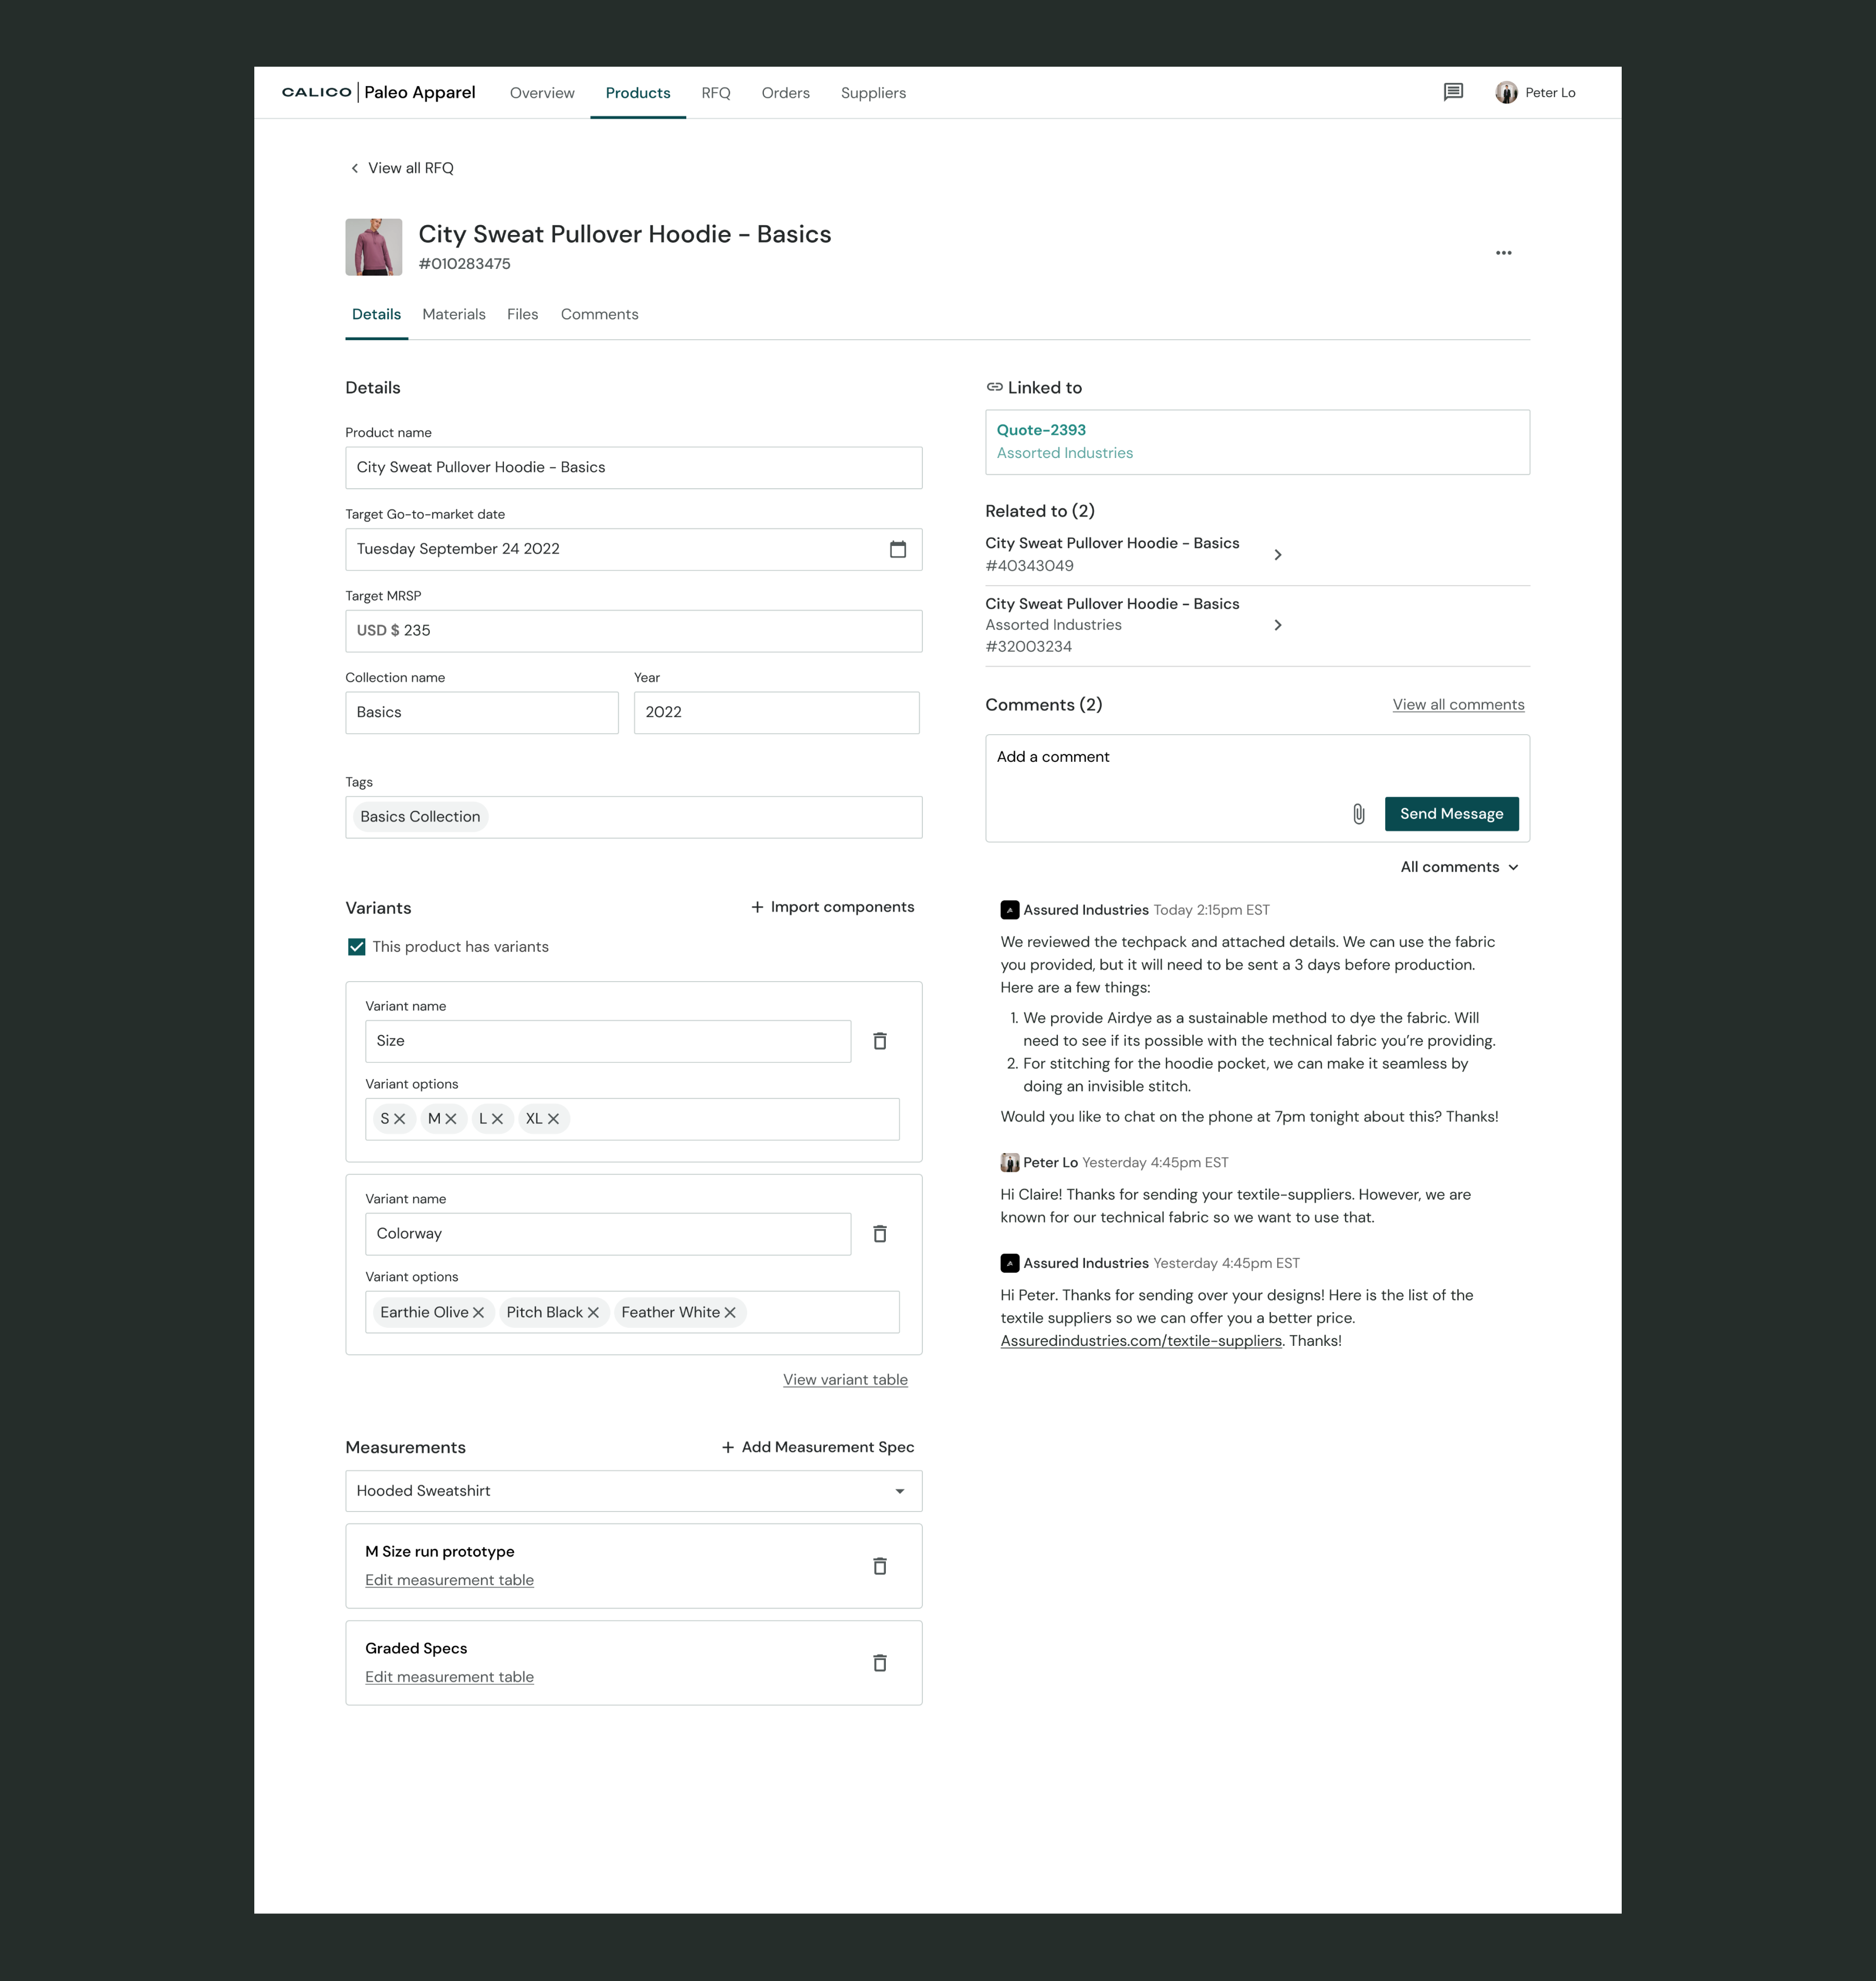 CALICO | Paleo Apparel
Overview
Products
RFQ
Orders
Suppliers
Peter Lo
View all RFQ
City Sweat Pullover Hoodie - Basics
#010283475
Details
Materials
Files
Comments
Details
Product name
City Sweat Pullover Hoodie - Basics
Target Go-to-market date
Tuesday September 24 2022
Target MRSP
USD $ 235
Collection name
Year
Basics
2022
Tags
Basics Collection
Variants
+ Import components
This product has variants
Variant name
Size
Variant options
S
M
L
XL
Variant name
Colorway
Variant options
Earthie Olive
Pitch Black
Feather White
View variant table
Measurements
+ Add Measurement Spec
Hooded Sweatshirt
M Size run prototype
Edit measurement table
Graded Specs
Edit measurement table
Linked to
Quote-2393
Assorted Industries
Related to (2)
City Sweat Pullover Hoodie - Basics
#40343049
City Sweat Pullover Hoodie - Basics
Assorted Industries
#32003234
Comments (2)
View all comments
Add a comment
Send Message
All comments
Assured Industries Today 2:15pm EST
We reviewed the techpack and attached details. We can use the fabric
you provided, but it will need to be sent a 3 days before production.
Here are a few things:
1. We provide Airdye as a sustainable method to dye the fabric. Will
need to see if its possible with the technical fabric you're providing.
2. For stitching for the hoodie pocket, we can make it seamless by
doing an invisible stitch.
Would you like to chat on the phone at 7pm tonight about this? Thanks!
Peter Lo Yesterday 4:45pm EST
Hi Claire! Thanks for sending your textile-suppliers. However, we are
known for our technical fabric so we want to use that.
Assured Industries Yesterday 4:45pm EST
Hi Peter. Thanks for sending over your designs! Here is the list of the
textile suppliers so we can offer you a better price.
Assuredindustries.com/textile-suppliers. Thanks!